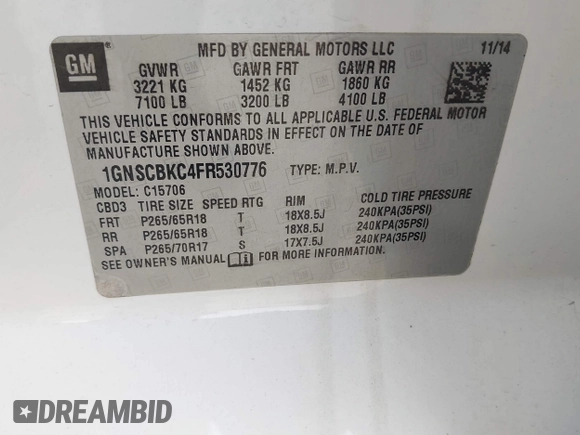 GM
MFD BY GENERAL MOTORS LLC 11/14
GVWR GAWR FRT GAWR RR
3221 KG 1452 KG 1860 KG
7100 LB 3200 LB 4100 LB
THIS VEHICLE CONFORMS TO ALL APPLICABLE U.S. FEDERAL MOTOR
VEHICLE SAFETY STANDARDS IN EFFECT ON THE DATE OF
MANUFACTURE SHOWN ABOVE.
1GNSCBKC4FR530776 TYPE: M.P.V.
MODEL: C15706
CBD3 TIRE SIZE SPEED RTG RIM COLD TIRE PRESSURE
FRT P265/65R18 T 18X8.5J 240KPA(35PSI)
RR P265/65R18 T 18X8.5J 240KPA(35PSI)
SPA P265/70R17 S 17X7.5J 240KPA(35PSI)
SEE OWNER'S MANUAL FOR MORE INFORMATION.
DREAMBID